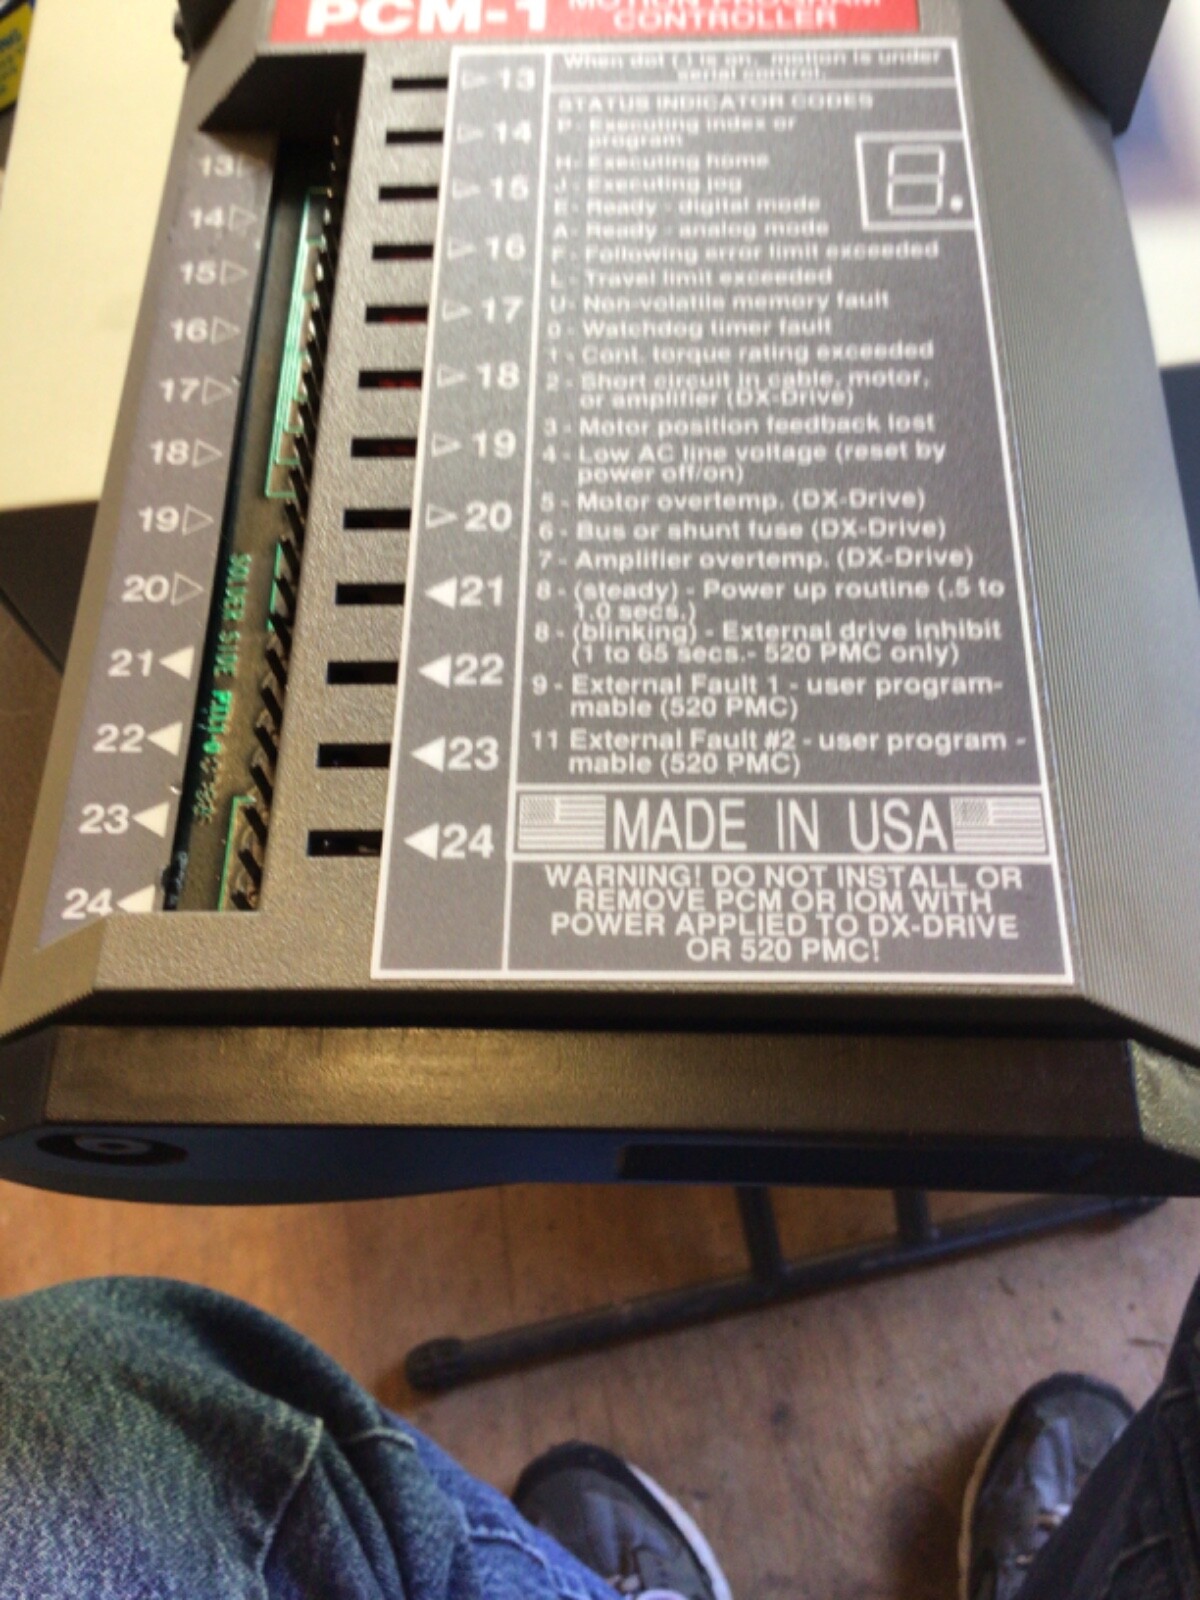 PCM-1
MOTION PROGRAM
CONTROLLER
When dot (.) is on, motion is under
serial control.
STATUS INDICATOR CODES
P - Executing index or
program
H- Executing home
J - Executing jog
E - Ready - digital mode
A - Ready - analog mode
F - Following error limit exceeded
L - Travel limit exceeded
U- Non-volatile memory fault
0 - Watchdog timer fault
1 - Cont. torque rating exceeded
2 - Short circuit in cable, motor,
or amplifier (DX-Drive)
3 - Motor position feedback lost
4 - Low AC line voltage (reset by
power off/on)
5 - Motor overtemp. (DX-Drive)
6 - Bus or shunt fuse (DX-Drive)
7 - Amplifier overtemp. (DX-Drive)
8 - (steady) - Power up routine (.5 to
1.0 secs.)
8 - (blinking) - External drive inhibit
(1 to 65 secs.- 520 PMC only)
9 - External Fault 1 - user program-
mable (520 PMC)
11 External Fault #2 - user program -
mable (520 PMC)
MADE IN USA
WARNING! DO NOT INSTALL OR
REMOVE PCM OR IOM WITH
POWER APPLIED TO DX-DRIVE
OR 520 PMC!
8.
13
14
15
16
17
18
19
20
21
22
23
24
13
14
15
16
17
18
19
20
21
22
23
24
SOLDER SIDE